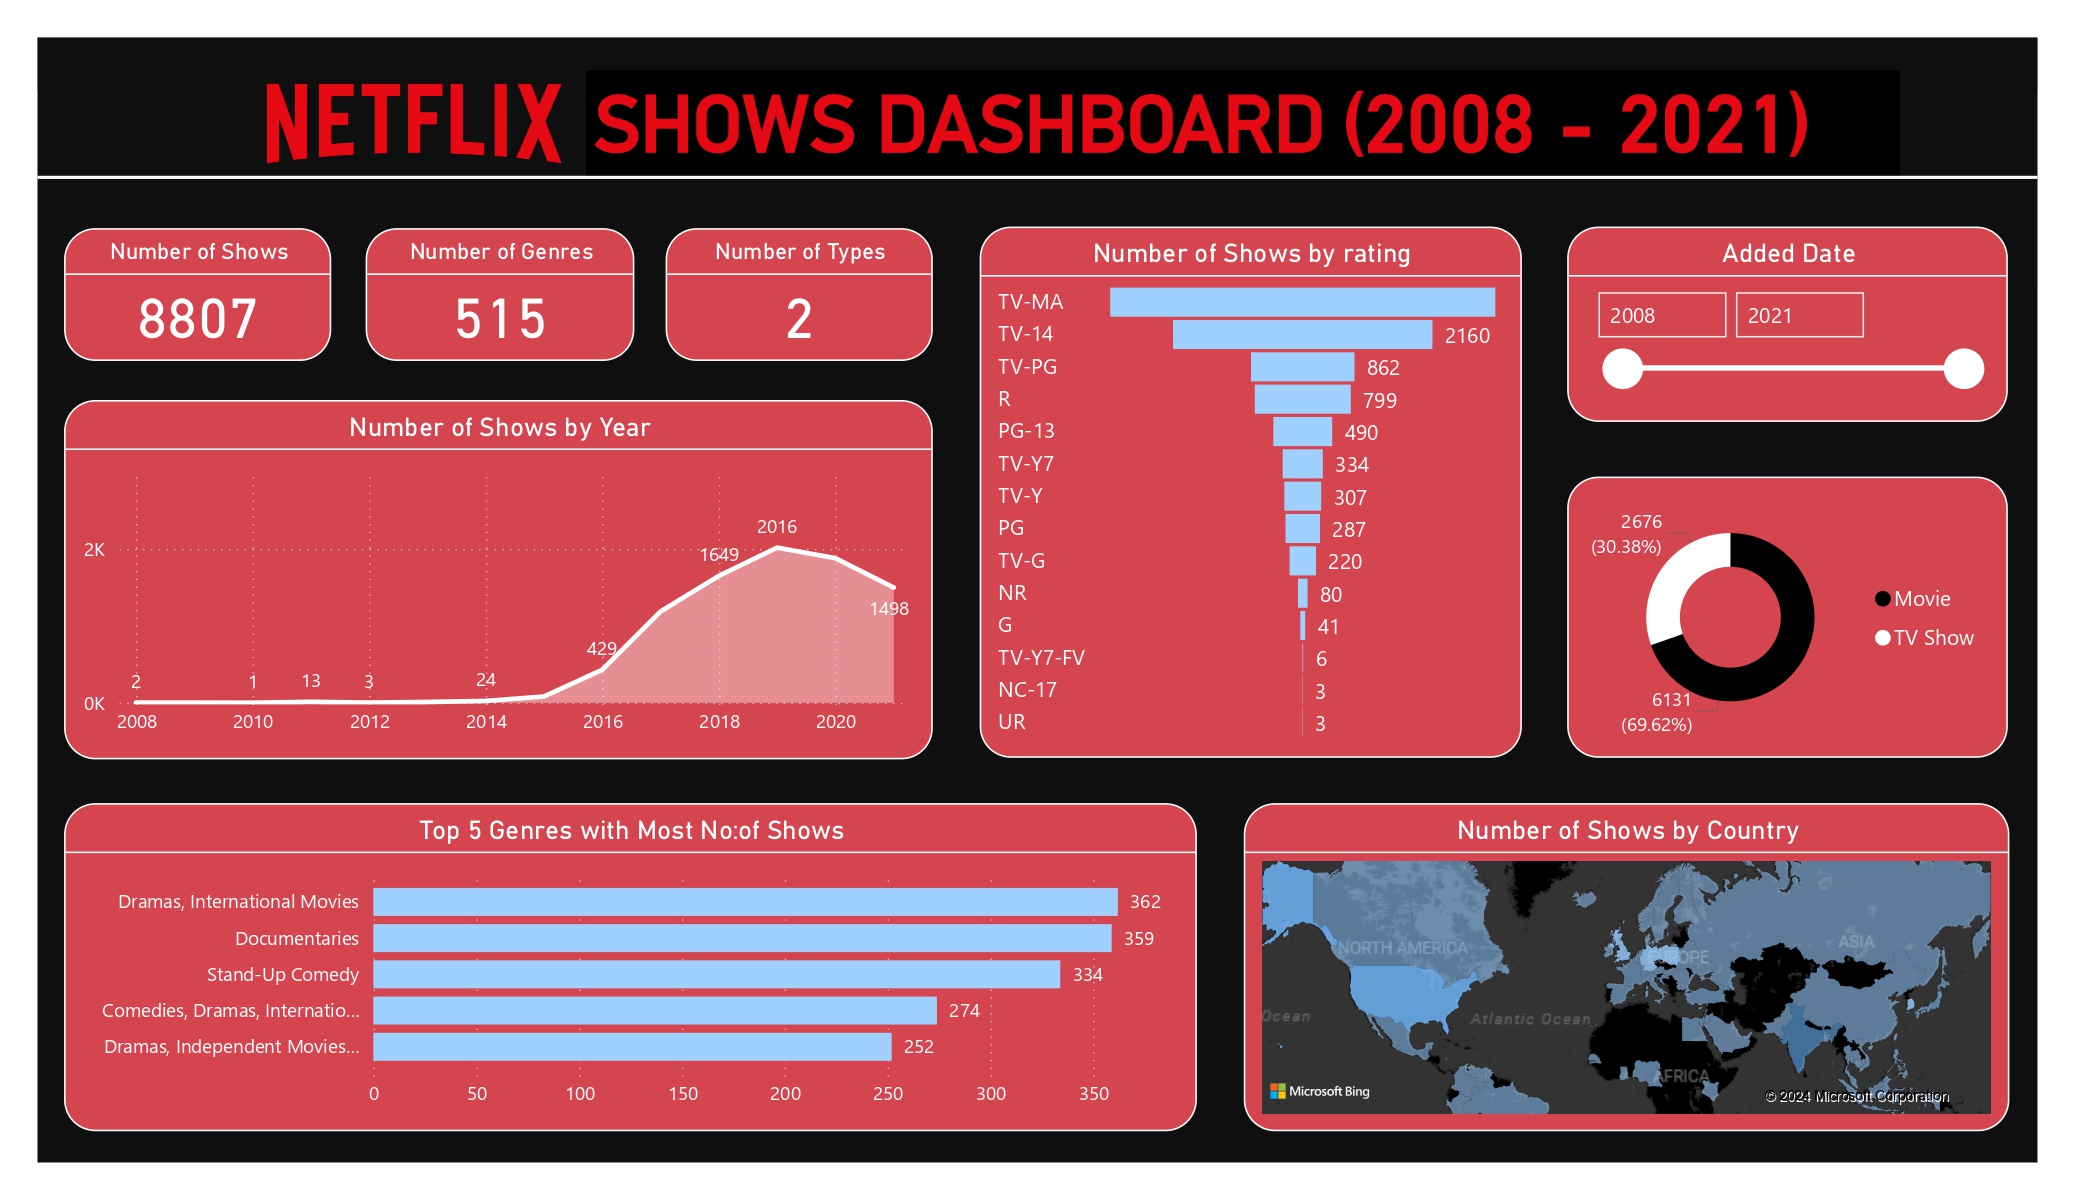 NETFLIX SHOWS DASHBOARD (2008 - 2021)
Number of Shows
8807
Number of Genres
515
Number of Types
2
Number of Shows by Year
2K
0K
2
1
13
3
24
429
1649
2016
1498
2008 2010 2012 2014 2016 2018 2020
Number of Shows by rating
TV-MA
TV-14 2160
TV-PG 862
R 799
PG-13 490
TV-Y7 334
TV-Y 307
PG 287
TV-G 220
NR 80
G 41
TV-Y7-FV 6
NC-17 3
UR 3
Added Date
2008 2021
2676
(30.38%)
6131
(69.62%)
Movie
TV Show
Top 5 Genres with Most No:of Shows
Dramas, International Movies 362
Documentaries 359
Stand-Up Comedy 334
Comedies, Dramas, Internatio... 274
Dramas, Independent Movies... 252
0 50 100 150 200 250 300 350
Number of Shows by Country
NORTH AMERICA
EUROPE
ASIA
Ocean
Atlantic Ocean
AFRICA
Microsoft Bing
© 2024 Microsoft Corporation